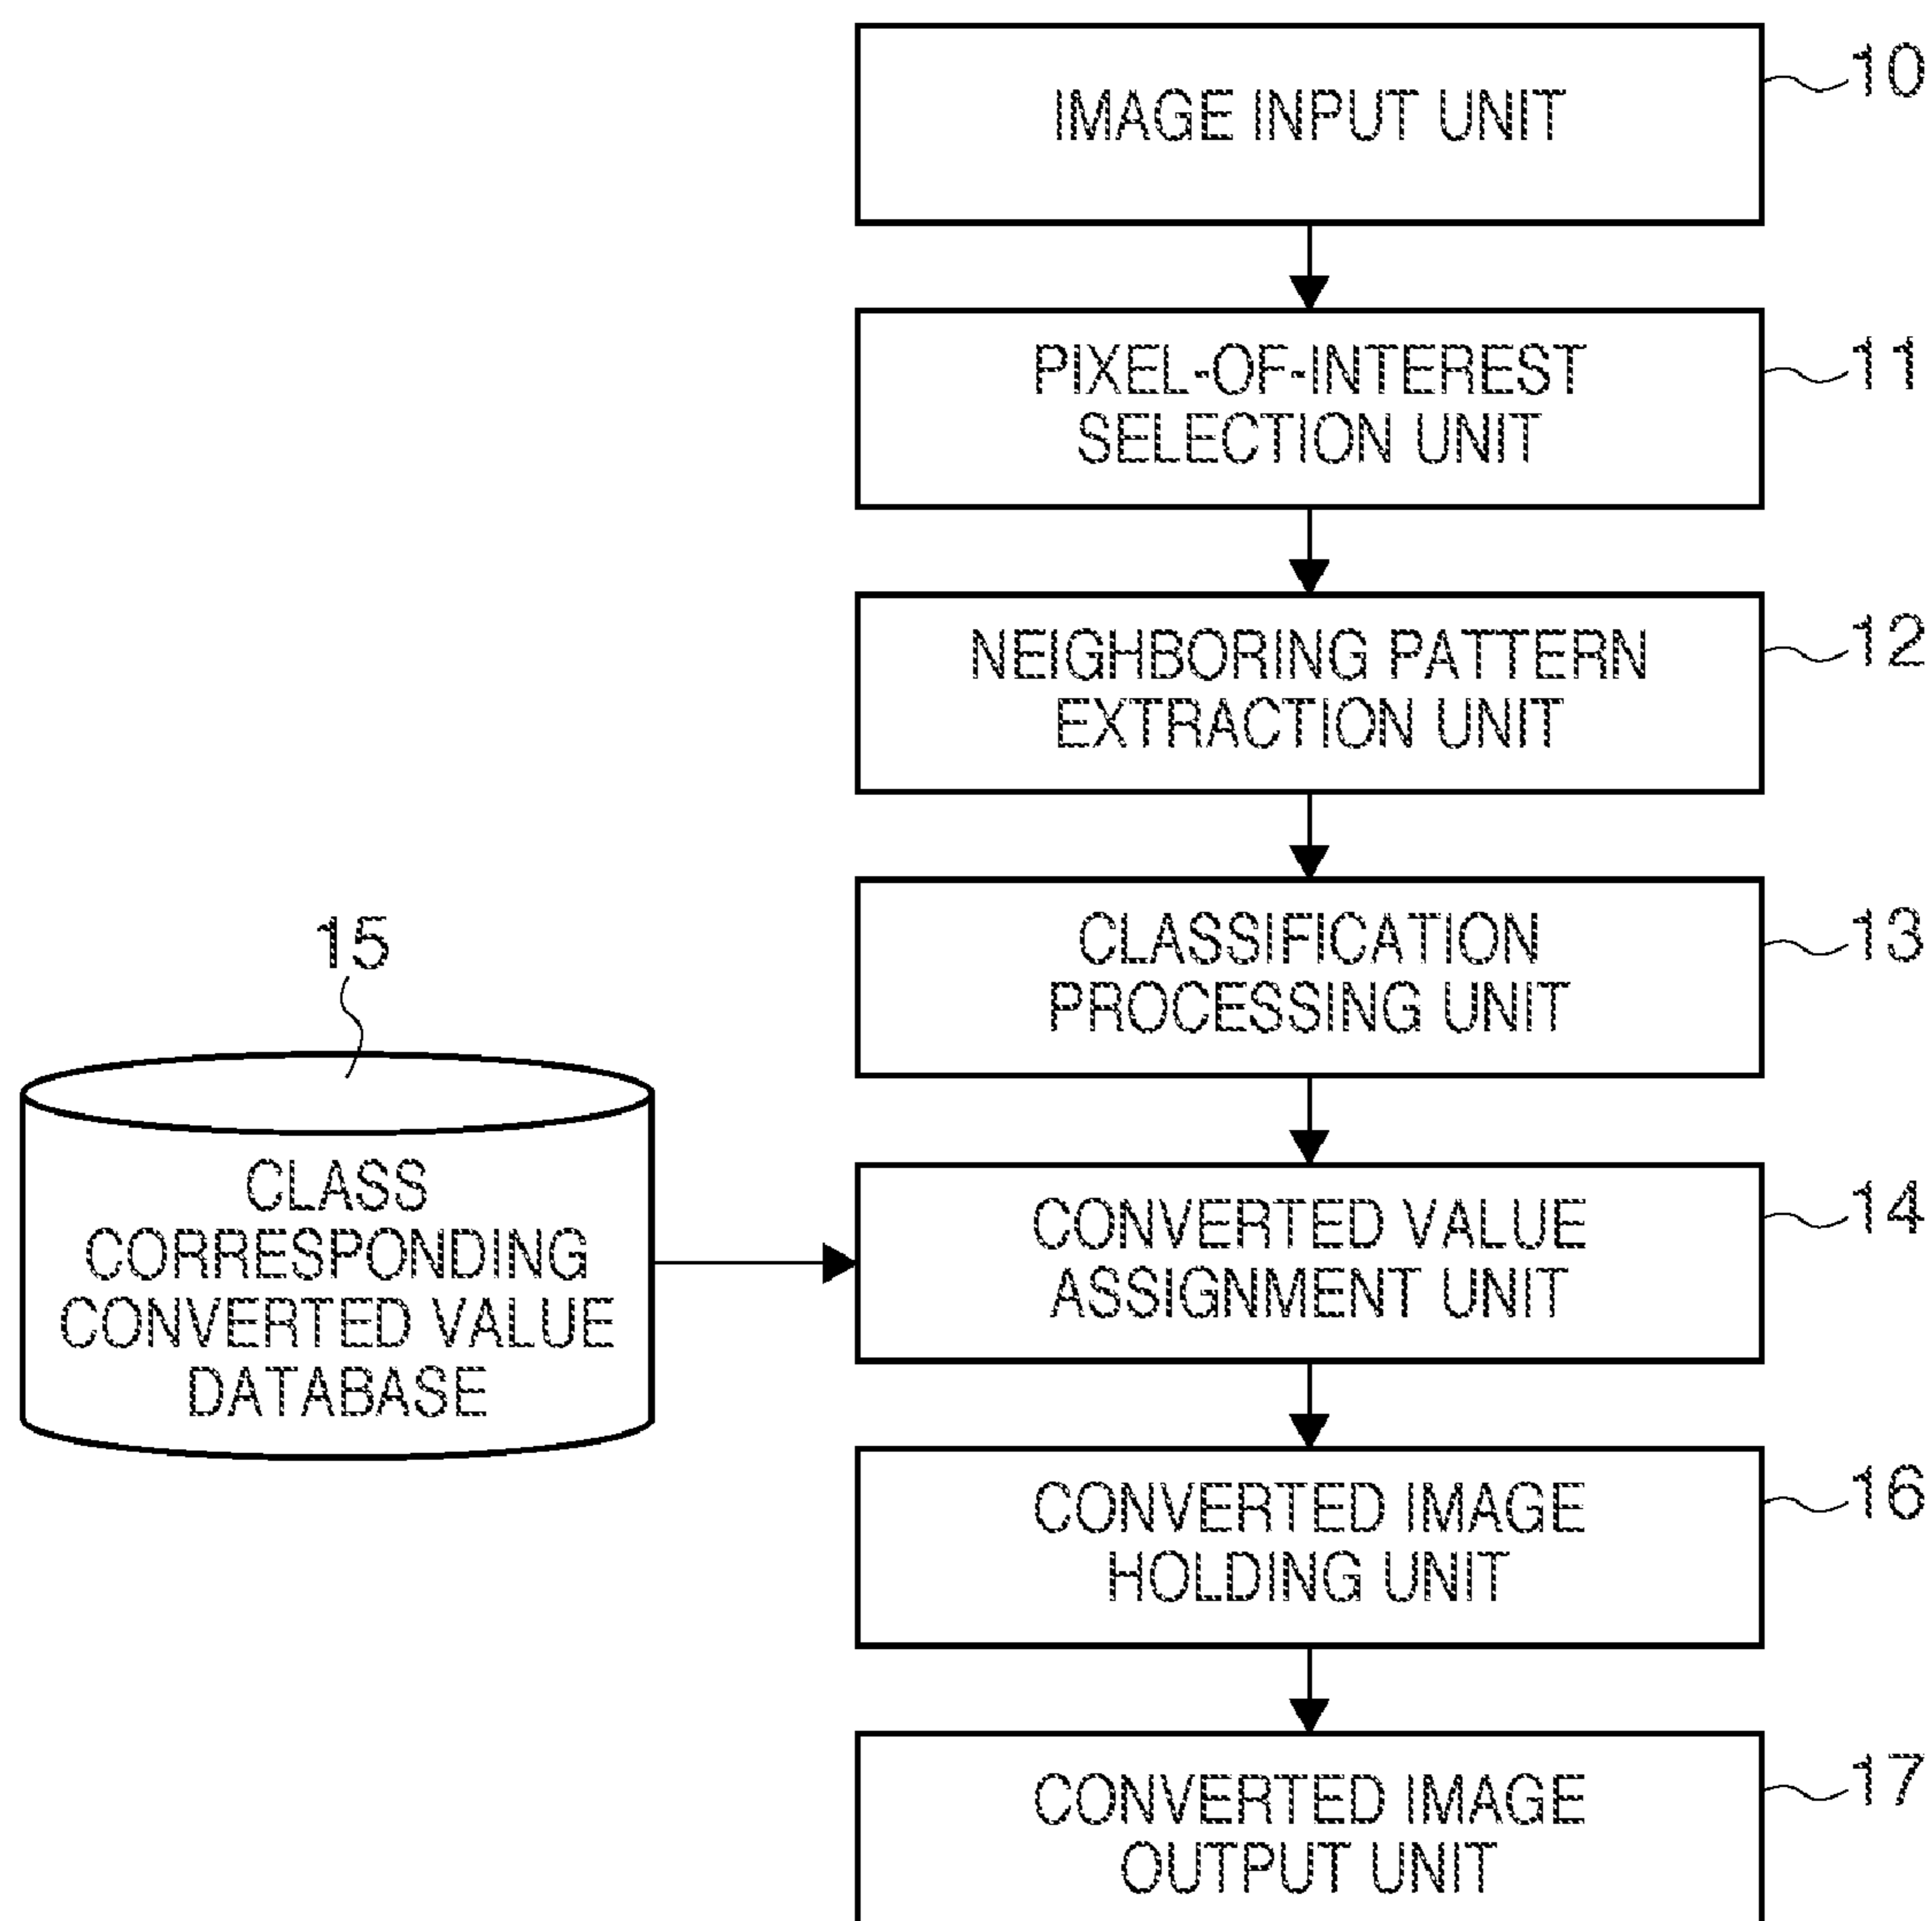 IMAGE INPUT UNIT
10
PIXEL-OF-INTEREST
SELECTION UNIT
11
NEIGHBORING PATTERN
EXTRACTION UNIT
12
CLASSIFICATION
PROCESSING UNIT
13
15
CLASS
CORRESPONDING
CONVERTED VALUE
DATABASE
CONVERTED VALUE
ASSIGNMENT UNIT
14
CONVERTED IMAGE
HOLDING UNIT
16
CONVERTED IMAGE
OUTPUT UNIT
17